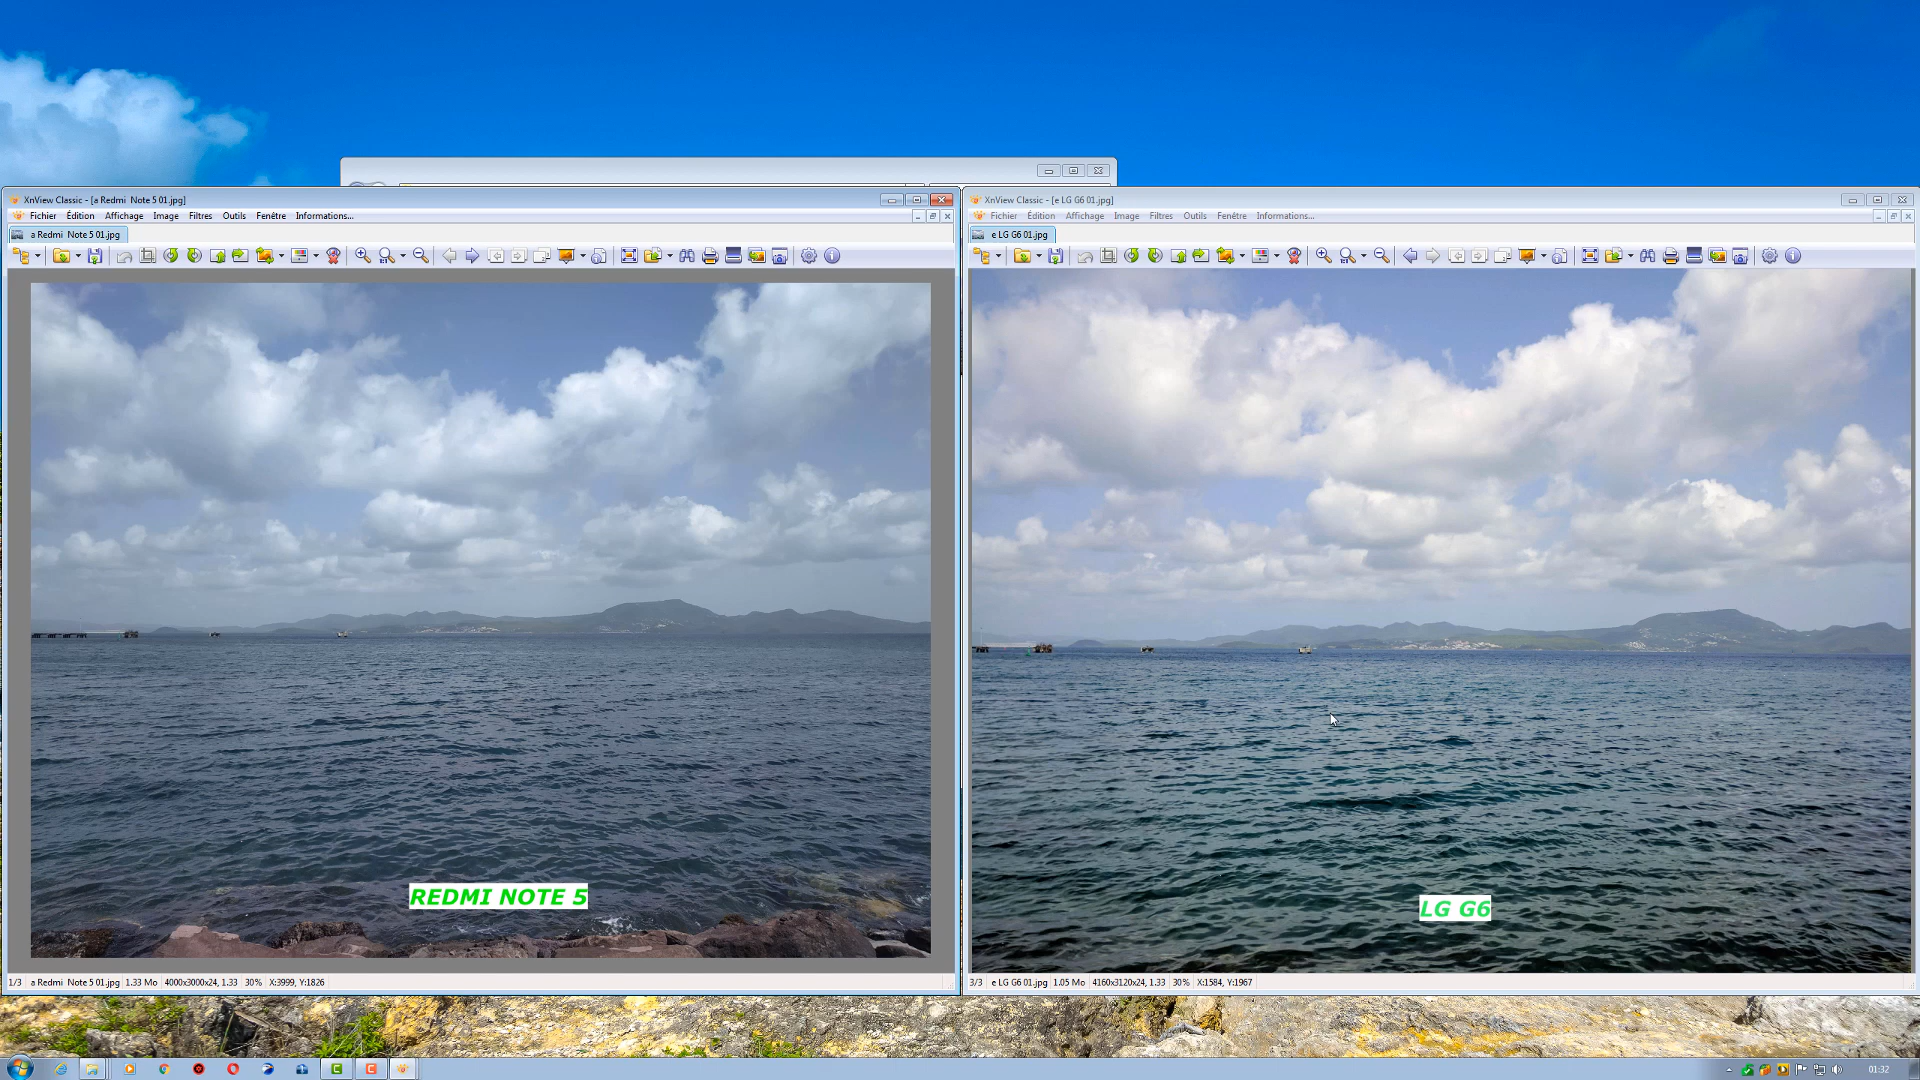 XnView Classic - [a Redmi Note 5 01.jpg]
Fichier Édition Affichage Image Filtres Outils Fenêtre Informations...
a Redmi Note 5 01.jpg
REDMI NOTE 5
1/3 a Redmi Note 5 01.jpg 1.33 Mo 4000x3000x24, 1.33 30% X:3999, Y:1826
XnView Classic - [e LG G6 01.jpg]
Fichier Édition Affichage Image Filtres Outils Fenêtre Informations...
e LG G6 01.jpg
LG G6
3/3 e LG G6 01.jpg 1.05 Mo 4160x3120x24, 1.33 30% X:1584, Y:1967
01:32